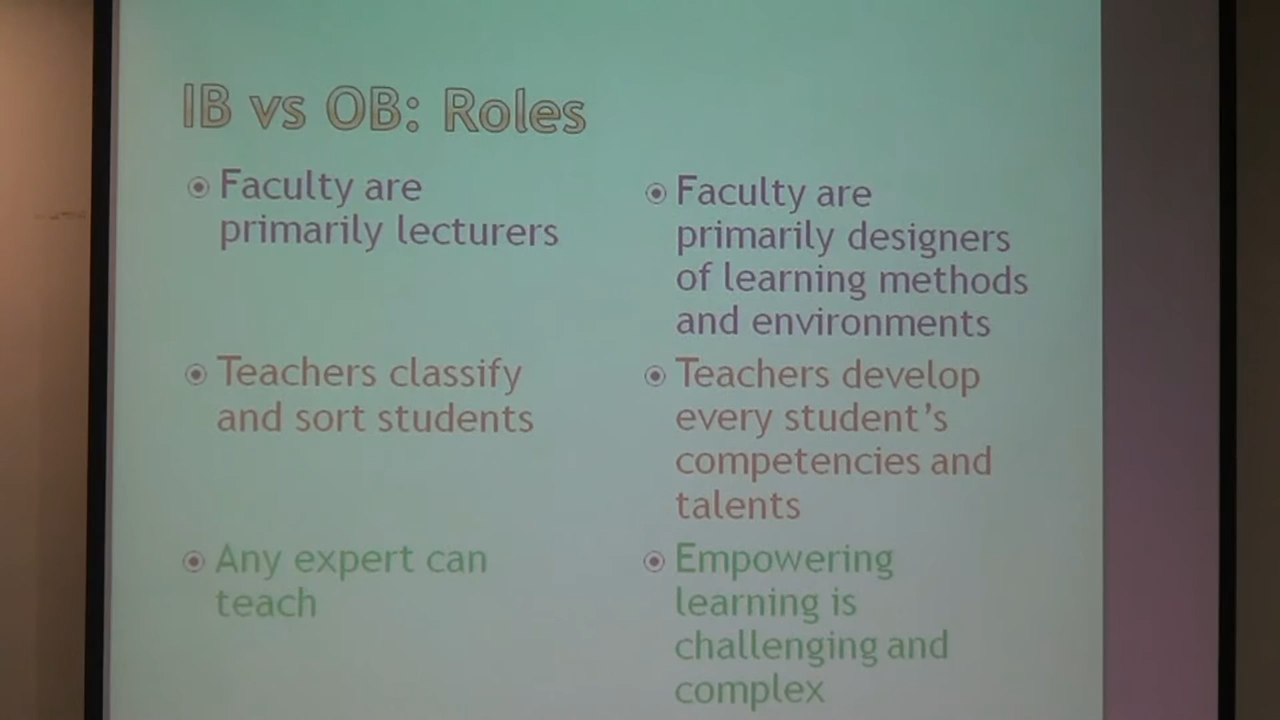 IB vs OB: Roles
Faculty are
primarily lecturers
Teachers classify
and sort students
Any expert can
teach
Faculty are
primarily designers
of learning methods
and environments
Teachers develop
every student’s
competencies and
talents
Empowering
learning is
challenging and
complex